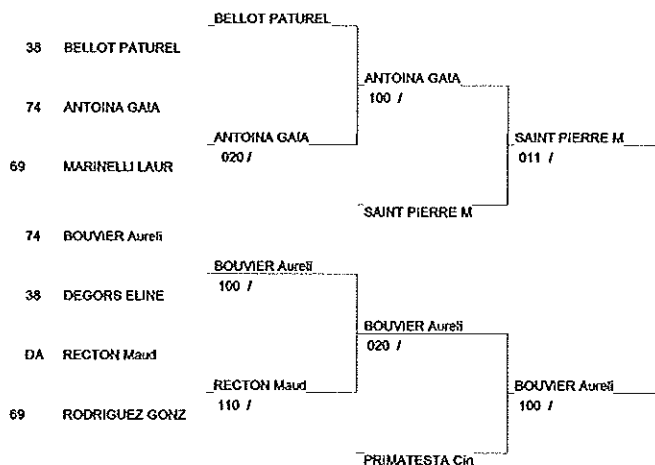 BELLOT PATUREL
38 BELLOT PATUREL
ANTOINA GAIA
100 /
74 ANTOINA GAIA
ANTOINA GAIA
020 /
SAINT PIERRE M
011 /
69 MARINELLI LAUR
SAINT PIERRE M
74 BOUVIER Aureli
BOUVIER Aureli
100 /
38 DEGORS ELINE
BOUVIER Aureli
020 /
DA RECTON Maud
RECTON Maud
110 /
BOUVIER Aureli
100 /
69 RODRIGUEZ GONZ
PRIMATESTA Cin